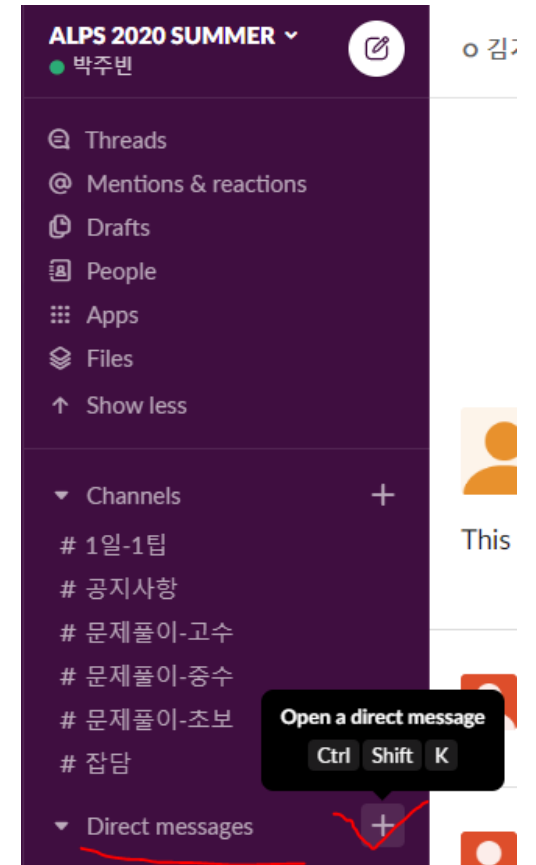 ALPS 2020 SUMMER
박주빈
Threads
Mentions & reactions
Drafts
People
Apps
Files
Show less
Channels
# 1일-1팁
# 공지사항
# 문제풀이-고수
# 문제풀이-중수
# 문제풀이-초보
# 잡담
Direct messages
Open a direct message
Ctrl Shift K
This